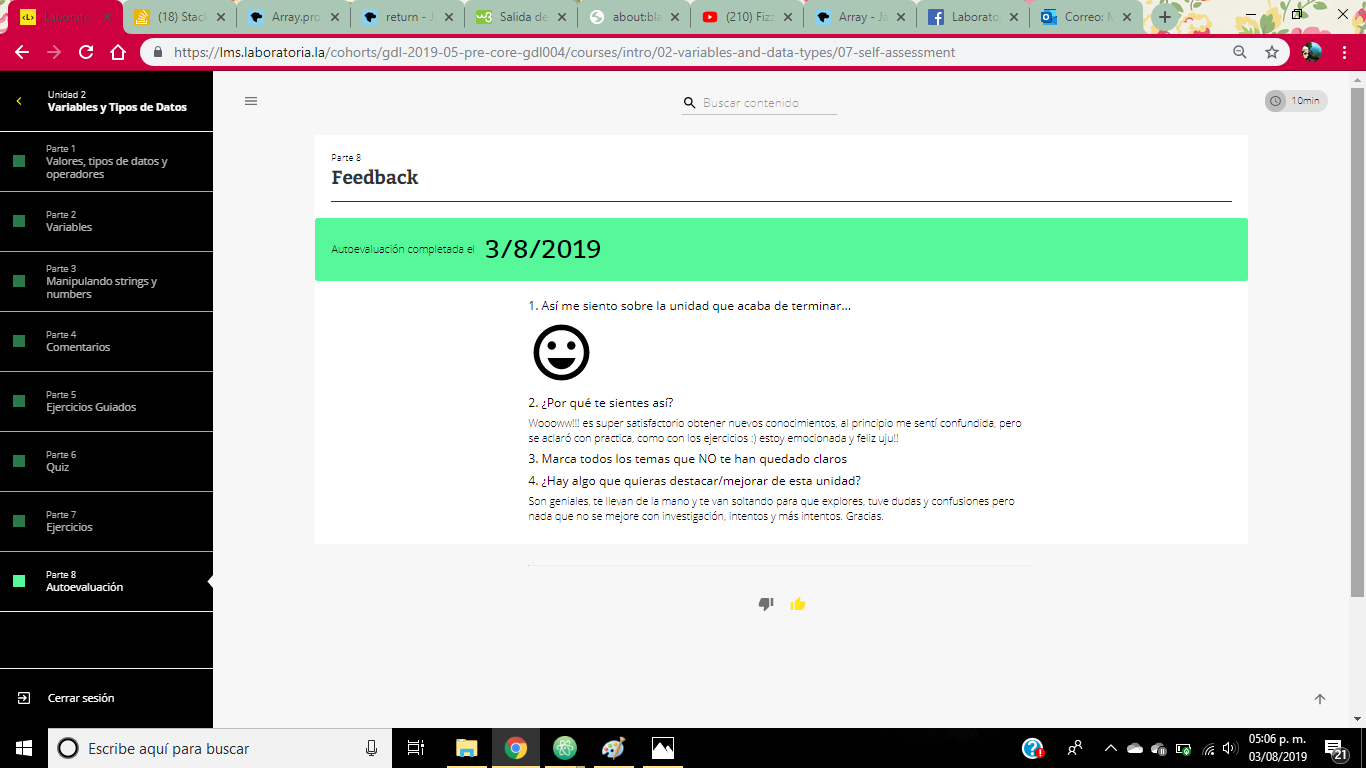 Laborato
(18) Stack
Array.pro
return - J
Salida de
about:bla
(210) Fizz
Array - Ja
Laborato
Correo: M
https://lms.laboratoria.la/cohorts/gdl-2019-05-pre-core-gdl004/courses/intro/02-variables-and-data-types/07-self-assessment
Unidad 2
Variables y Tipos de Datos
Buscar contenido
10min
Parte 1
Valores, tipos de datos y
operadores
Parte 2
Variables
Parte 3
Manipulando strings y
numbers
Parte 4
Comentarios
Parte 5
Ejercicios Guiados
Parte 6
Quiz
Parte 7
Ejercicios
Parte 8
Autoevaluación
Cerrar sesión
Parte 8
Feedback
Autoevaluación completada el 3/8/2019
1. Así me siento sobre la unidad que acaba de terminar...
2. ¿Por qué te sientes así?
Woooww!!! es super satisfactorio obtener nuevos conocimientos, al principio me sentí confundida, pero
se aclaró con practica, como con los ejercicios :) estoy emocionada y feliz uju!!
3. Marca todos los temas que NO te han quedado claros
4. ¿Hay algo que quieras destacar/mejorar de esta unidad?
Son geniales, te llevan de la mano y te van soltando para que explores, tuve dudas y confusiones pero
nada que no se mejore con investigación, intentos y más intentos. Gracias.
Escribe aquí para buscar
05:06 p. m.
03/08/2019
21